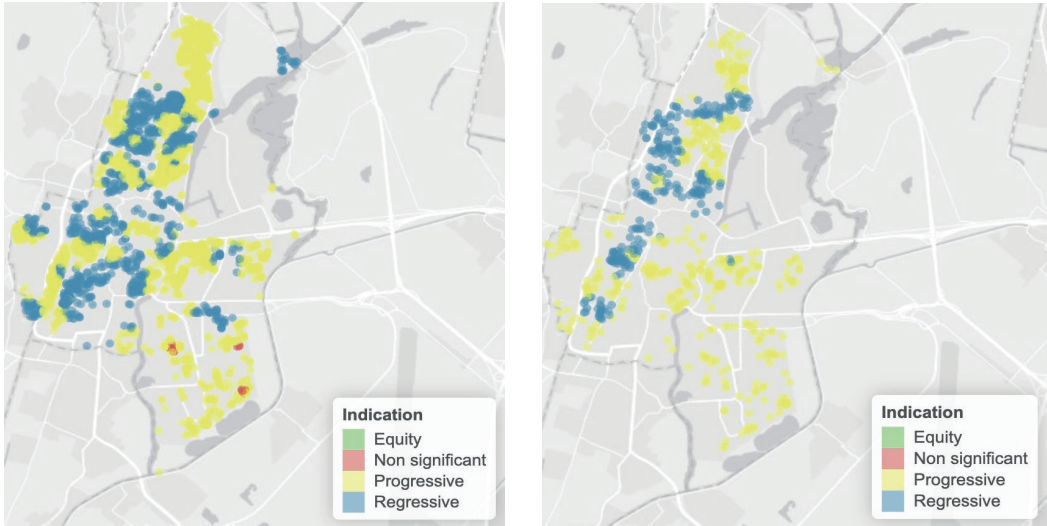 Indication
Equity
Non significant
Progressive
Regressive
Indication
Equity
Non significant
Progressive
Regressive